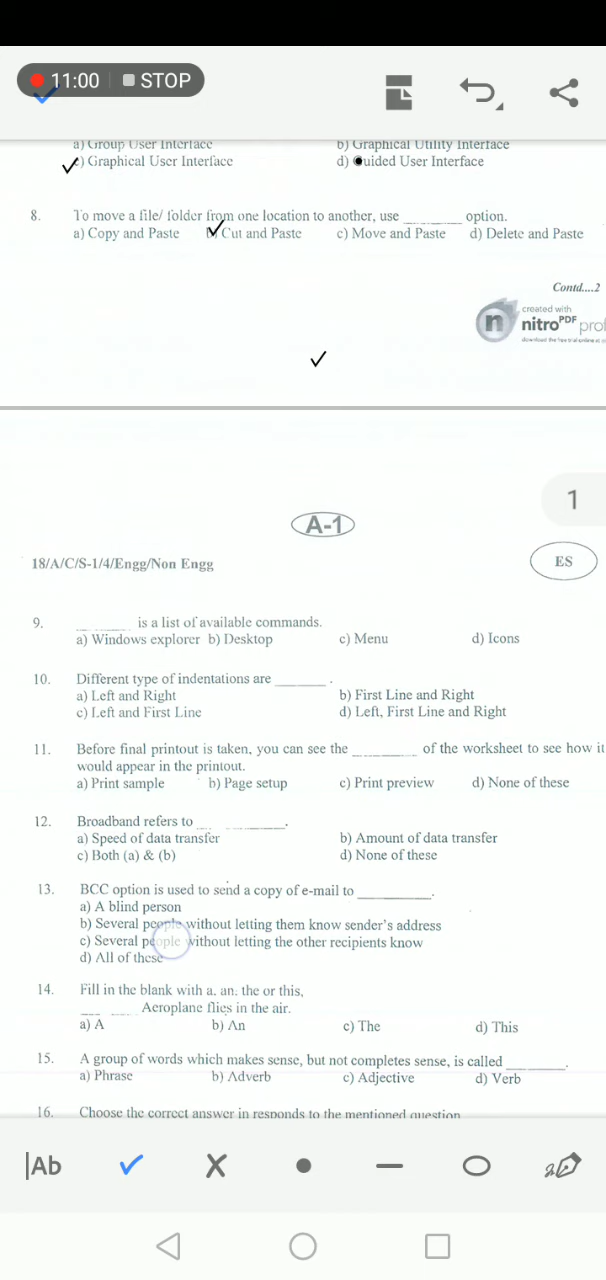 11:00 STOP
a) Group User Interface b) Graphical Utility Interface
c) Graphical User Interface d) Guided User Interface
8. To move a file/ folder from one location to another, use ________ option.
a) Copy and Paste b) Cut and Paste c) Move and Paste d) Delete and Paste
Contd....2
created with
nitro PDF prof
1
A-1
18/A/C/S-1/4/Engg/Non Engg
ES
9. _______ is a list of available commands.
a) Windows explorer b) Desktop c) Menu d) Icons
10. Different type of indentations are _______ .
a) Left and Right b) First Line and Right
c) Left and First Line d) Left, First Line and Right
11. Before final printout is taken, you can see the ________ of the worksheet to see how it
would appear in the printout.
a) Print sample b) Page setup c) Print preview d) None of these
12. Broadband refers to __ _______.
a) Speed of data transfer b) Amount of data transfer
c) Both (a) & (b) d) None of these
13. BCC option is used to send a copy of e-mail to _________.
a) A blind person
b) Several people without letting them know sender's address
c) Several people without letting the other recipients know
d) All of these
14. Fill in the blank with a, an, the or this,
___ ____ Aeroplane flies in the air.
a) A b) An c) The d) This
15. A group of words which makes sense, but not completes sense, is called ________.
a) Phrase b) Adverb c) Adjective d) Verb
16. Choose the correct answer in responds to the mentioned question
Ab